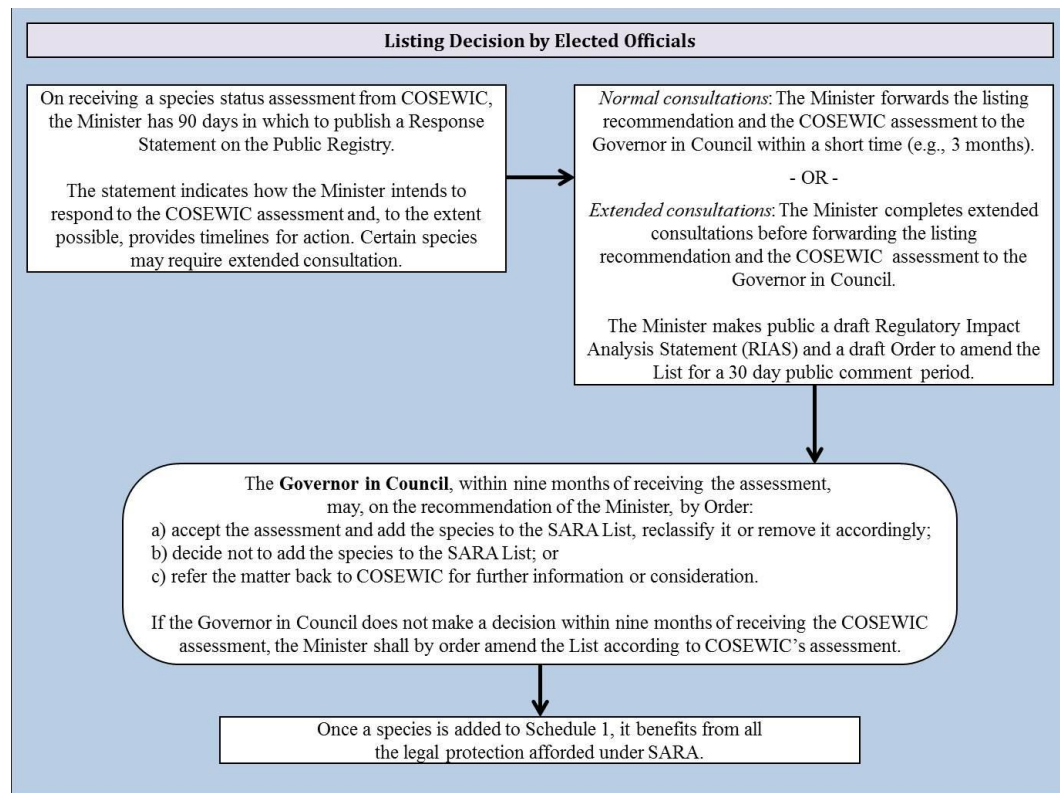 Listing Decision by Elected Officials
On receiving a species status assessment from COSEWIC,
the Minister has 90 days in which to publish a Response
Statement on the Public Registry.
The statement indicates how the Minister intends to
respond to the COSEWIC assessment and, to the extent
possible, provides timelines for action. Certain species
may require extended consultation.
Normal consultations: The Minister forwards the listing
recommendation and the COSEWIC assessment to the
Governor in Council within a short time (e.g., 3 months).
- OR -
Extended consultations: The Minister completes extended
consultations before forwarding the listing
recommendation and the COSEWIC assessment to the
Governor in Council.
The Minister makes public a draft Regulatory Impact
Analysis Statement (RIAS) and a draft Order to amend the
List for a 30 day public comment period.
The Governor in Council, within nine months of receiving the assessment,
may, on the recommendation of the Minister, by Order:
a) accept the assessment and add the species to the SARA List, reclassify it or remove it accordingly;
b) decide not to add the species to the SARA List; or
c) refer the matter back to COSEWIC for further information or consideration.
If the Governor in Council does not make a decision within nine months of receiving the COSEWIC
assessment, the Minister shall by order amend the List according to COSEWIC's assessment.
Once a species is added to Schedule 1, it benefits from all
the legal protection afforded under SARA.